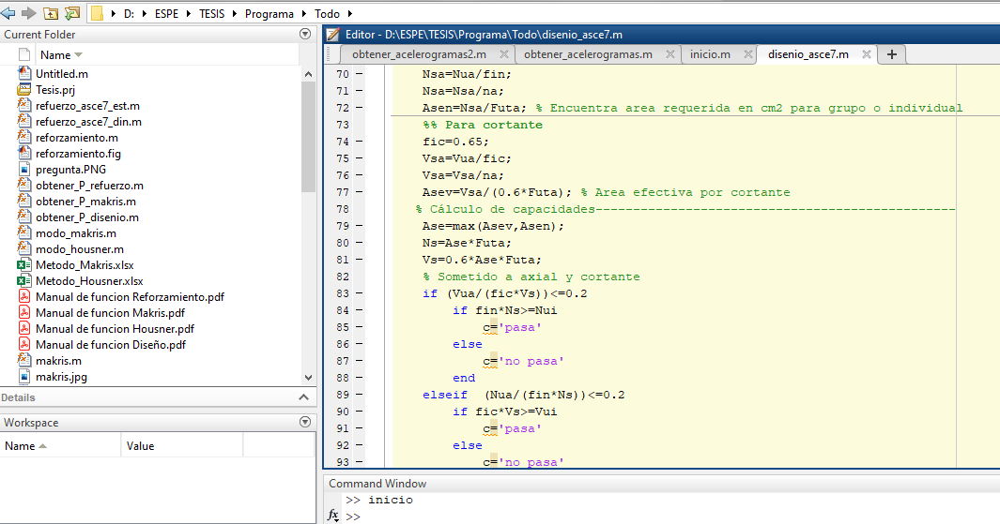 D: ▸ ESPE ▸ TESIS ▸ Programa ▸ Todo ▸
Current Folder
Name
Untitled.m
Tesis.prj
refuerzo_asce7_est.m
refuerzo_asce7_din.m
reforzamiento.m
reforzamiento.fig
pregunta.PNG
obtener_P_refuerzo.m
obtener_P_makris.m
obtener_P_disenio.m
modo_makris.m
modo_housner.m
Metodo_Makris.xlsx
Metodo_Housner.xlsx
Manual de funcion Reforzamiento.pdf
Manual de funcion Makris.pdf
Manual de funcion Housner.pdf
Manual de funcion Diseño.pdf
makris.m
makris.jpg
Details
Workspace
Name Value
Editor - D:\ESPE\TESIS\Programa\Todo\disenio_asce7.m
obtener_acelerogramas2.m obtener_acelerogramas.m inicio.m disenio_asce7.m
70 – Nsa=Nua/fin;
71 – Nsa=Nsa/na;
72 – Asen=Nsa/Futa; % Encuentra area requerida en cm2 para grupo o individual
73 %% Para cortante
74 – fic=0.65;
75 – Vsa=Vua/fic;
76 – Vsa=Vsa/na;
77 – Asev=Vsa/(0.6*Futa); % Area efectiva por cortante
78 % Cálculo de capacidades------------------------------------------------
79 – Ase=max(Asev,Asen);
80 – Ns=Ase*Futa;
81 – Vs=0.6*Ase*Futa;
82 % Sometido a axial y cortante
83 – if (Vua/(fic*Vs))<=0.2
84 – if fin*Ns>=Nui
85 – c='pasa'
86 – else
87 – c='no pasa'
88 – end
89 – elseif (Nua/(fin*Ns))<=0.2
90 – if fic*Vs>=Vui
91 – c='pasa'
92 – else
93 – c='no pasa'
Command Window
>> inicio
fx >>